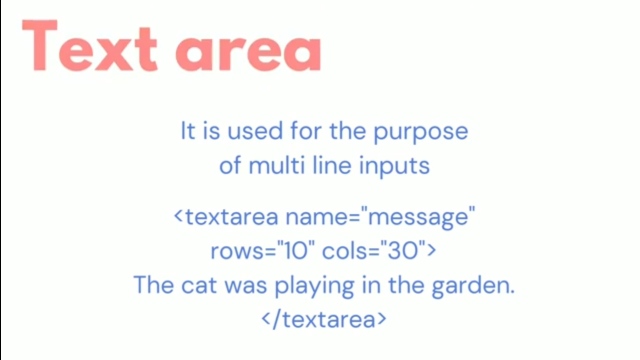 Text area
It is used for the purpose
of multi line inputs
<textarea name="message"
rows="10" cols="30">
The cat was playing in the garden.
</textarea>